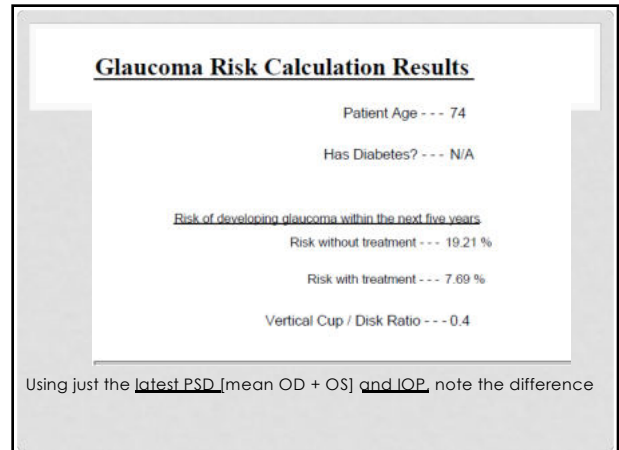 Glaucoma Risk Calculation Results
Patient Age - - - 74
Has Diabetes? - - - N/A
Risk of developing glaucoma within the next five years
Risk without treatment - - - 19.21 %
Risk with treatment - - - 7.69 %
Vertical Cup / Disk Ratio - - - 0.4
Using just the latest PSD [mean OD + OS] and IOP, note the difference